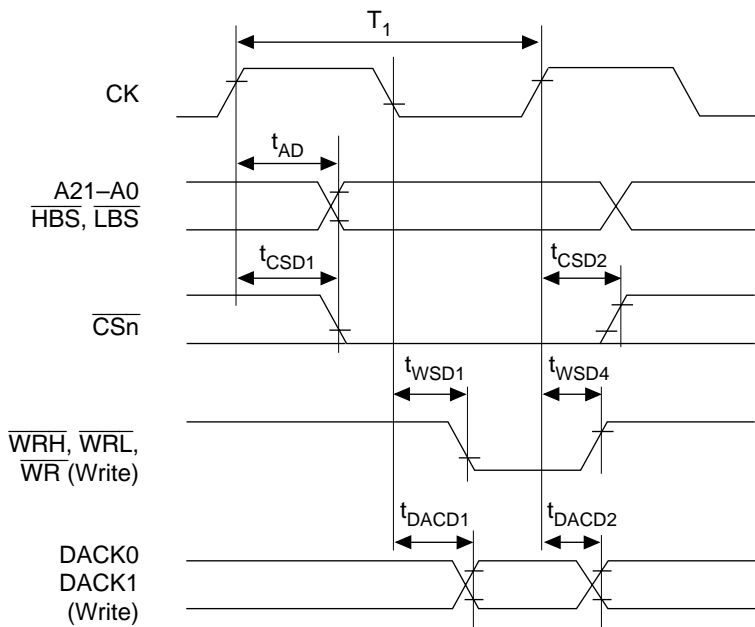 T1
CK
tAD
A21–A0
HBS, LBS
tCSD1
tCSD2
CSn
tWSD1
tWSD4
WRH, WRL,
WR (Write)
tDACD1
tDACD2
DACK0
DACK1
(Write)